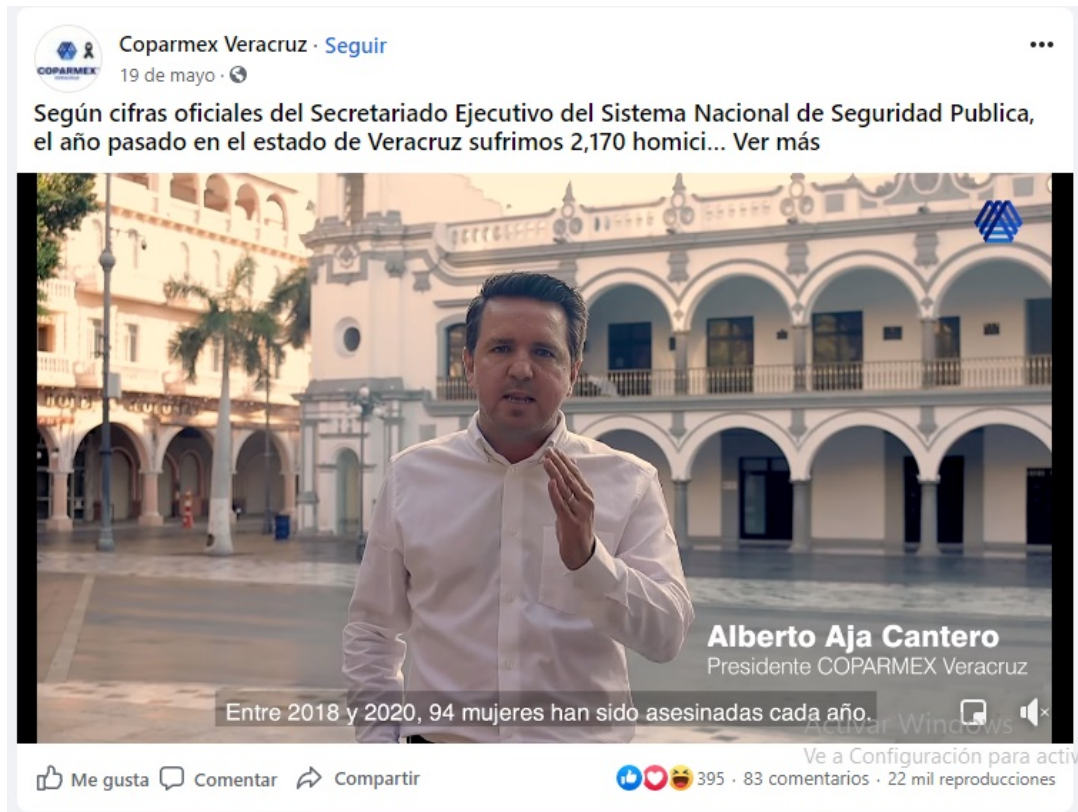 Coparmex Veracruz · Seguir
19 de mayo ·
COPARMEX
Según cifras oficiales del Secretariado Ejecutivo del Sistema Nacional de Seguridad Publica,
el año pasado en el estado de Veracruz sufrimos 2,170 homici... Ver más
Alberto Aja Cantero
Presidente COPARMEX Veracruz
Entre 2018 y 2020, 94 mujeres han sido asesinadas cada año.
Activar Windows
Ve a Configuración para activ
Me gusta Comentar Compartir
395 · 83 comentarios · 22 mil reproducciones